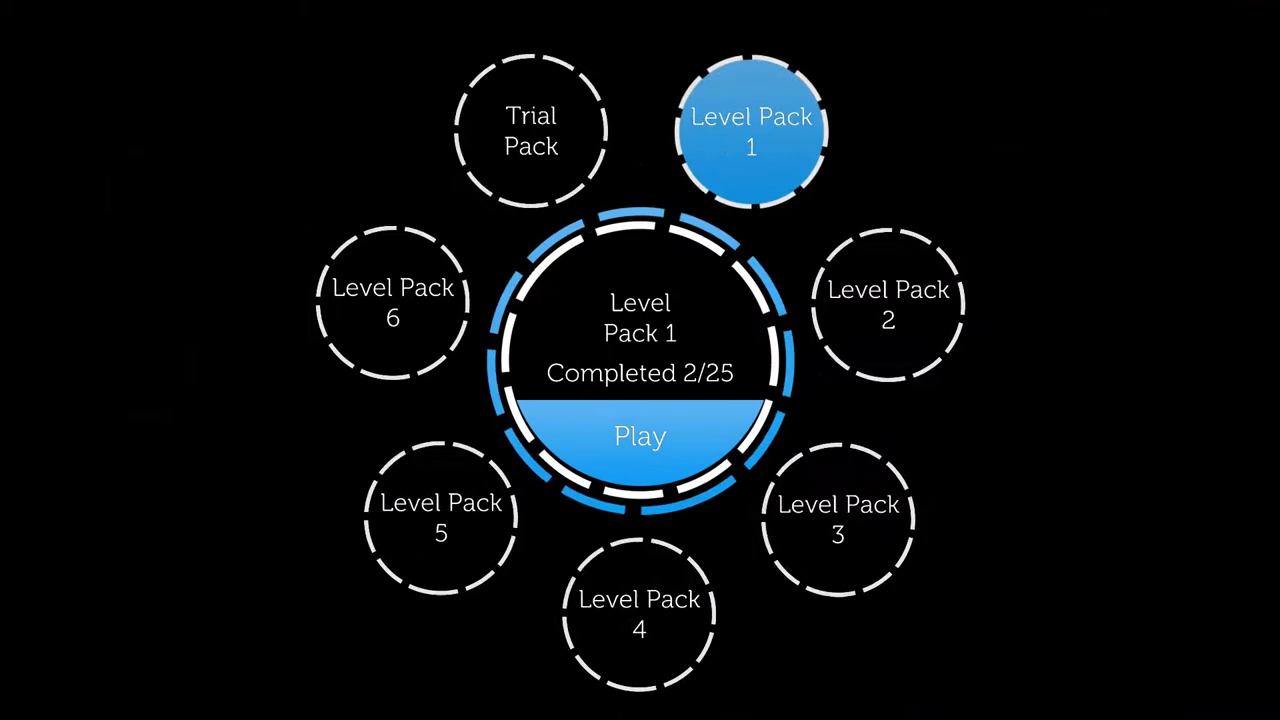 Trial
Pack
Level Pack
1
Level Pack
6
Level Pack
2
Level
Pack 1
Completed 2/25
Play
Level Pack
5
Level Pack
3
Level Pack
4